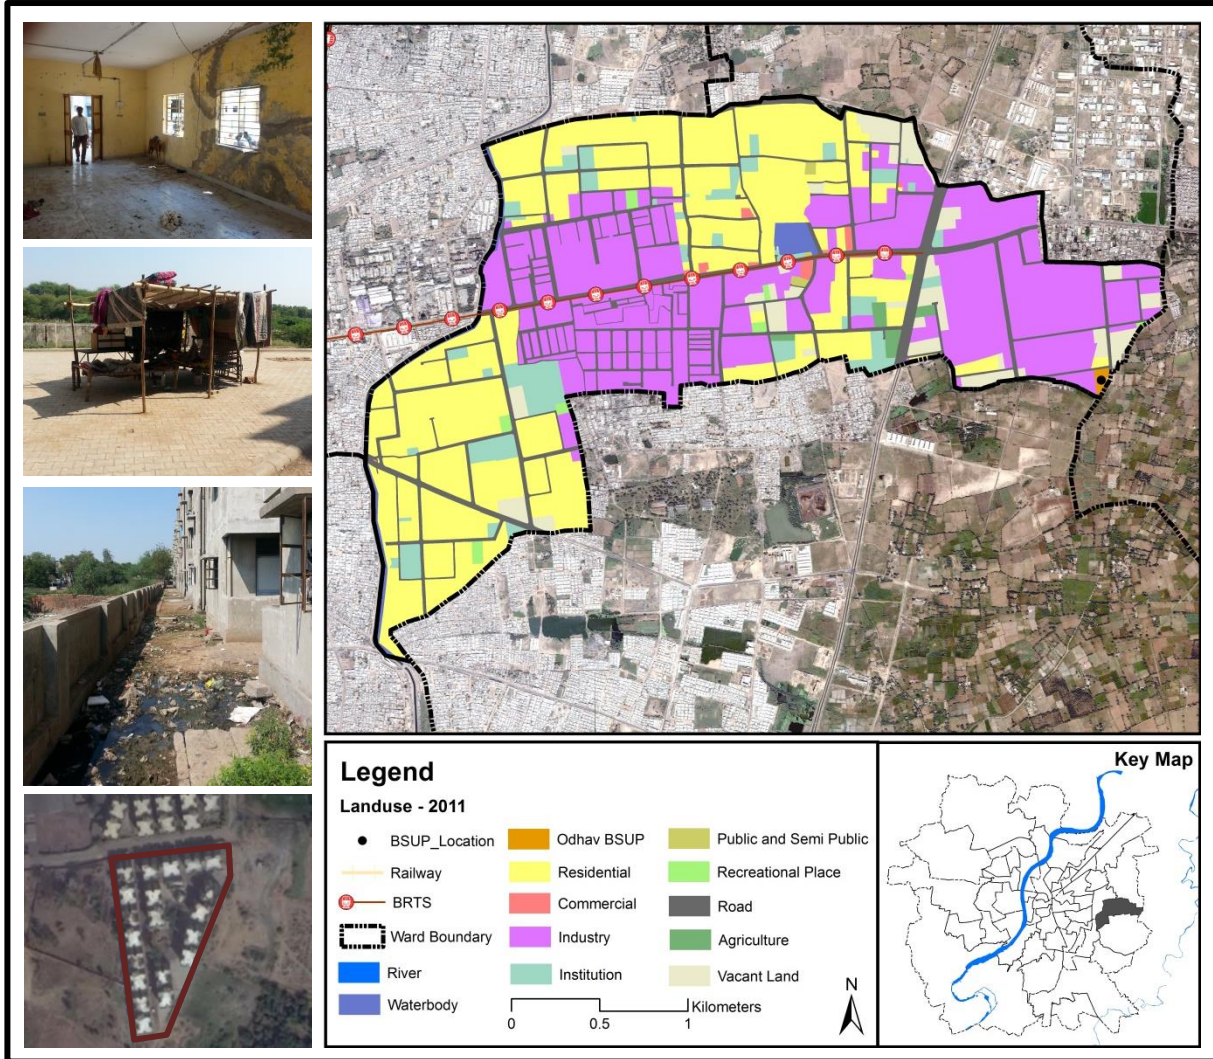 Legend
Landuse - 2011
BSUP_Location
Railway
BRTS
Ward Boundary
River
Waterbody
Odhav BSUP
Residential
Commercial
Industry
Institution
Public and Semi Public
Recreational Place
Road
Agriculture
Vacant Land
0 0.5 1 Kilometers
N
Key Map